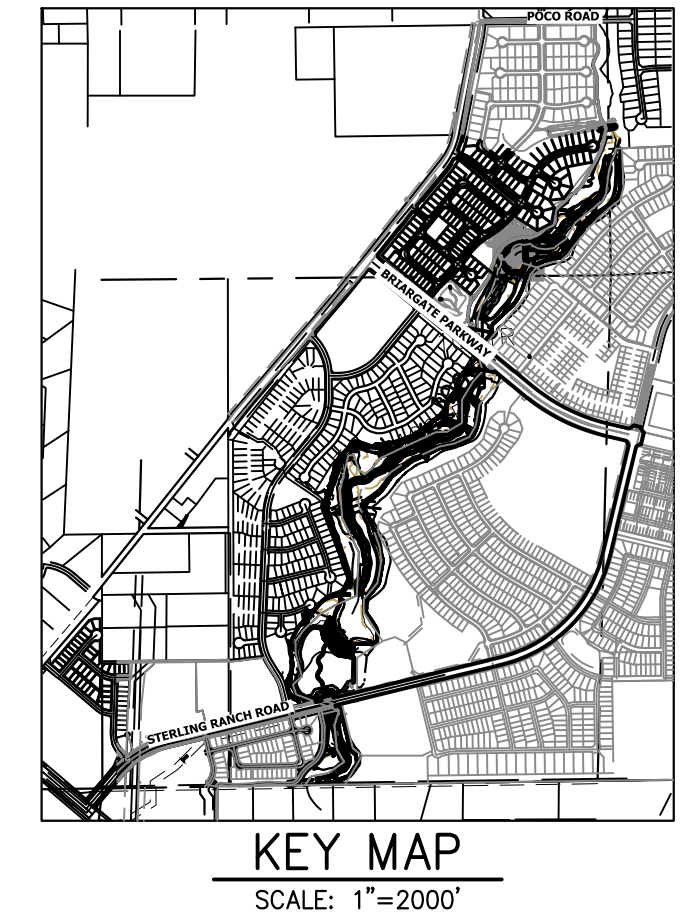 POCO ROAD
BRIARGATE PARKWAY
R
STERLING RANCH ROAD
KEY MAP
SCALE: 1"=2000'